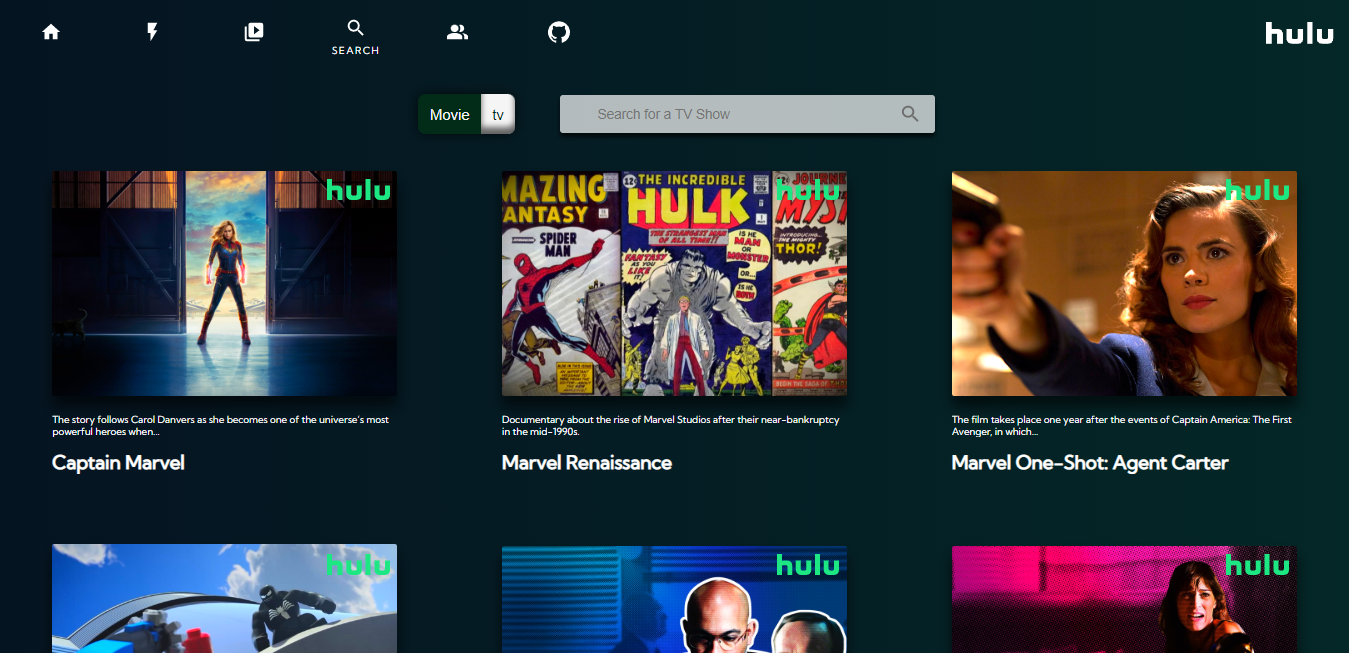 SEARCH
hulu
Movie
tv
Search for a TV Show
hulu
AMAZING
FANTASY
SPIDER
MAN
THE INCREDIBLE
HULK
THE STRANGEST MAN
OF ALL TIME!!
FANTASY
AS YOU
LIKE IT!
IS HE
MAN
OR
MONSTER
OR...
IS HE
BOTH
JOURNE
MYS
INTRODUCING...
THE MIGHTY
THOR!
hulu
hulu
The story follows Carol Danvers as she becomes one of the universe's most
powerful heroes when...
Captain Marvel
Documentary about the rise of Marvel Studios after their near-bankruptcy
in the mid-1990s.
Marvel Renaissance
The film takes place one year after the events of Captain America: The First
Avenger, in which...
Marvel One-Shot: Agent Carter
hulu
hulu
hulu